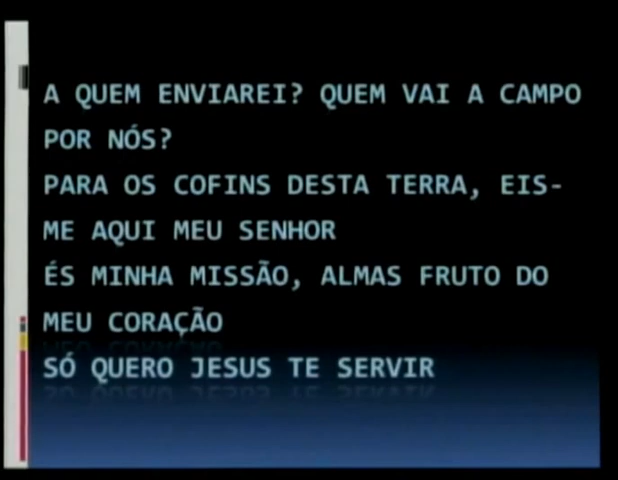 A QUEM ENVIAREI? QUEM VAI A CAMPO
POR NÓS?
PARA OS COFINS DESTA TERRA, EIS-
ME AQUI MEU SENHOR
ÉS MINHA MISSÃO, ALMAS FRUTO DO
MEU CORAÇÃO
SÓ QUERO JESUS TE SERVIR